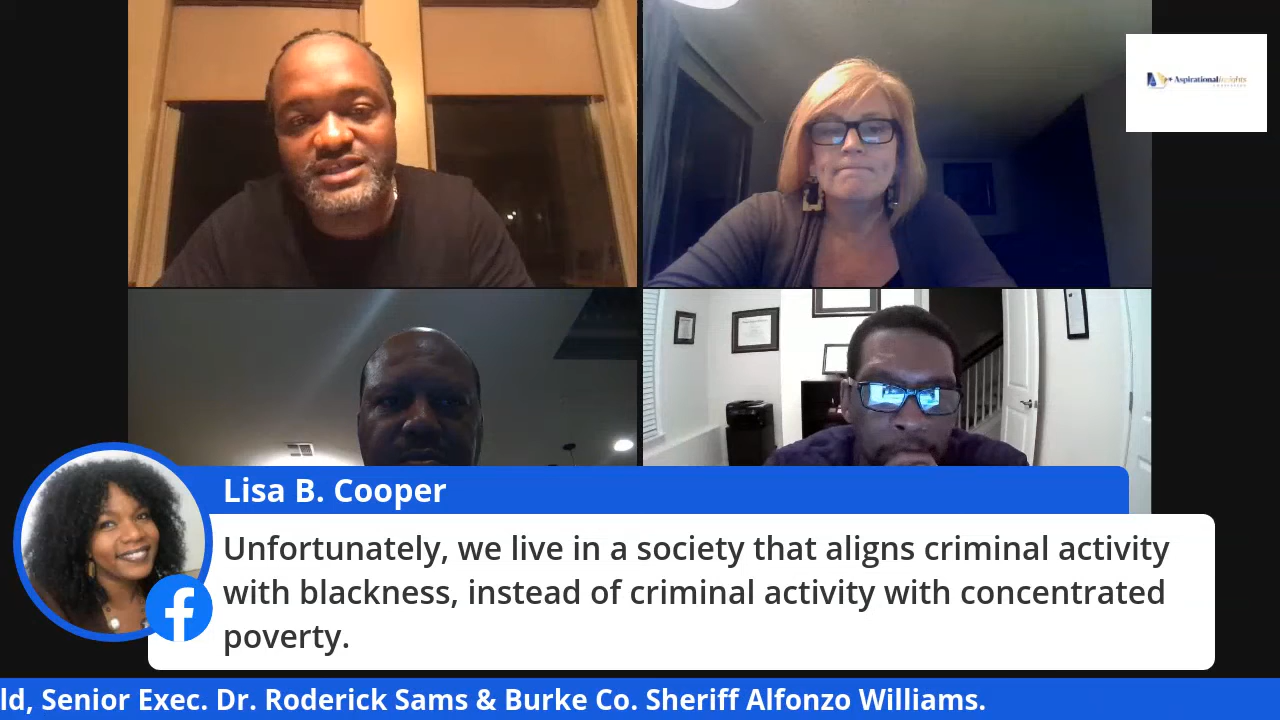 AspirationalInsights
Lisa B. Cooper
Unfortunately, we live in a society that aligns criminal activity
with blackness, instead of criminal activity with concentrated
poverty.
ld, Senior Exec. Dr. Roderick Sams & Burke Co. Sheriff Alfonzo Williams.